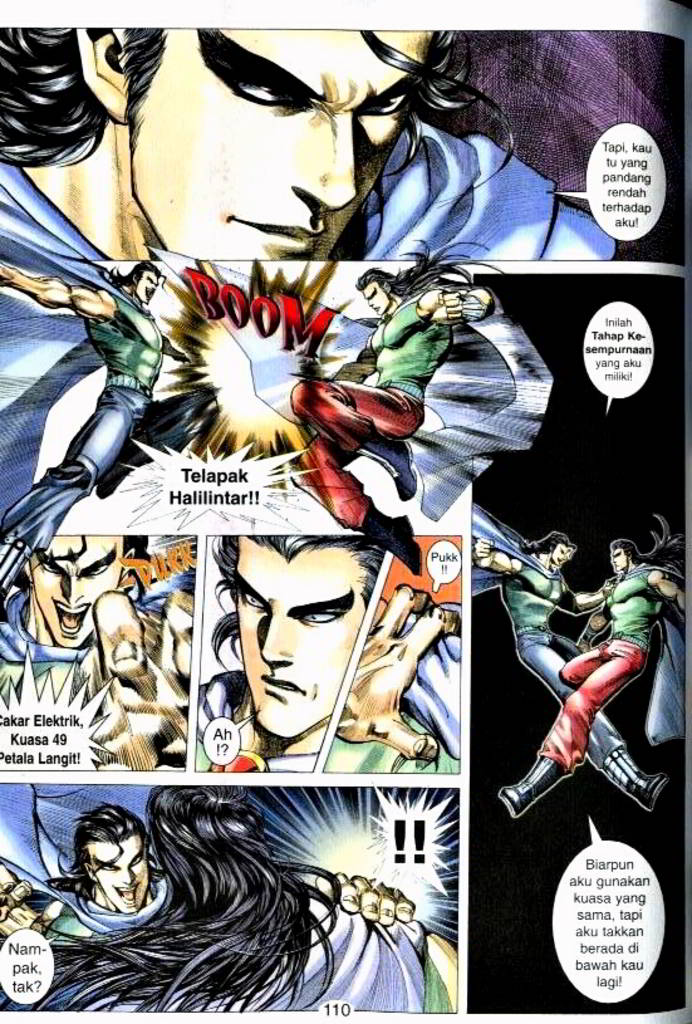 Tapi, kau
tu yang
pandang
rendah
terhadap
aku!
BOOM
Telapak
Halilintar!!
Inilah
Tahap Ke-
sempurnaan
yang aku
miliki!
PUKK
Cakar Elektrik,
Kuasa 49
Petala Langit!
Ah
!?
Pukk
!!
!!
Nam-
pak,
tak?
Biarpun
aku gunakan
kuasa yang
sama, tapi
aku takkan
berada di
bawah kau
lagi!
110